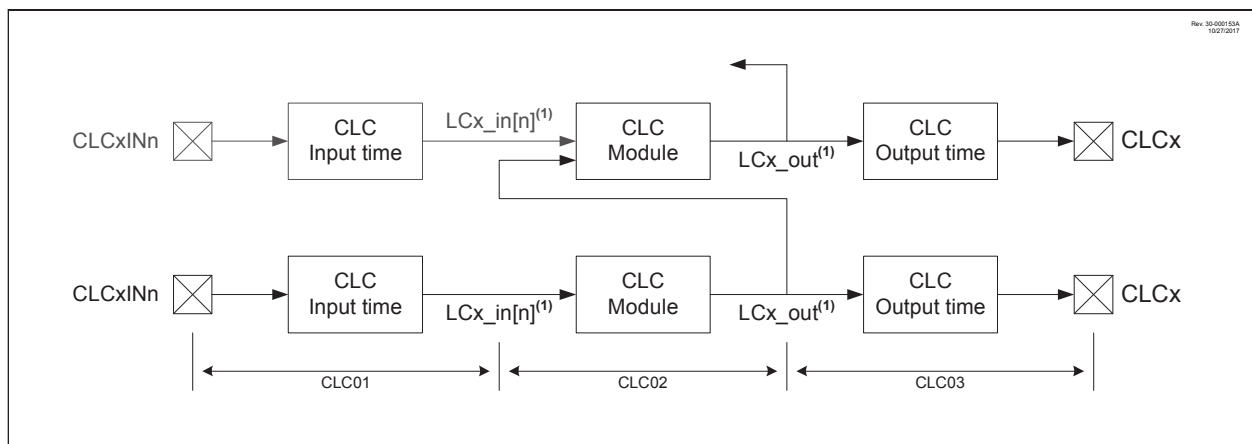 Rev. 30-000153A
10/27/2017
CLCxINn
CLC
Input time
LCx_in[n](1)
CLC
Module
LCx_out(1)
CLC
Output time
CLCx
CLCxINn
CLC
Input time
LCx_in[n](1)
CLC
Module
LCx_out(1)
CLC
Output time
CLCx
CLC01
CLC02
CLC03